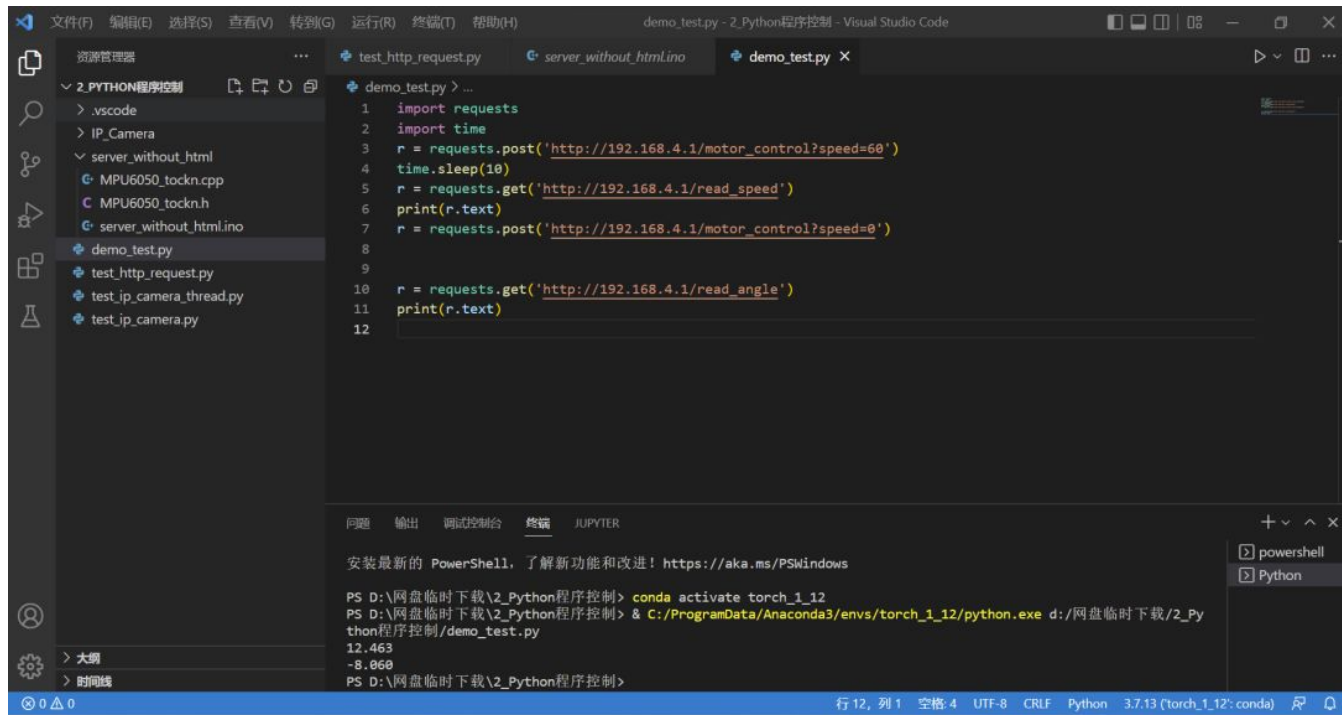 文件(F) 编辑(E) 选择(S) 查看(V) 转到(G) 运行(R) 终端(T) 帮助(H) demo_test.py - 2_Python程序控制 - Visual Studio Code
资源管理器
2_PYTHON程序控制
.vscode
IP_Camera
server_without_html
MPU6050_tockn.cpp
MPU6050_tockn.h
server_without_html.ino
demo_test.py
test_http_request.py
test_ip_camera_thread.py
test_ip_camera.py
大纲
时间线
test_http_request.py server_without_html.ino demo_test.py
demo_test.py > ...
1 import requests
2 import time
3 r = requests.post('http://192.168.4.1/motor_control?speed=60')
4 time.sleep(10)
5 r = requests.get('http://192.168.4.1/read_speed')
6 print(r.text)
7 r = requests.post('http://192.168.4.1/motor_control?speed=0')
8
9
10 r = requests.get('http://192.168.4.1/read_angle')
11 print(r.text)
12
问题 输出 调试控制台 终端 JUPYTER
安装最新的 PowerShell，了解新功能和改进！https://aka.ms/PSWindows
PS D:\网盘临时下载\2_Python程序控制> conda activate torch_1_12
PS D:\网盘临时下载\2_Python程序控制> & C:/ProgramData/Anaconda3/envs/torch_1_12/python.exe d:/网盘临时下载/2_Py
thon程序控制/demo_test.py
12.463
-8.060
PS D:\网盘临时下载\2_Python程序控制>
powershell
Python
0 0 行 12，列 1 空格: 4 UTF-8 CRLF Python 3.7.13 ('torch_1_12': conda)